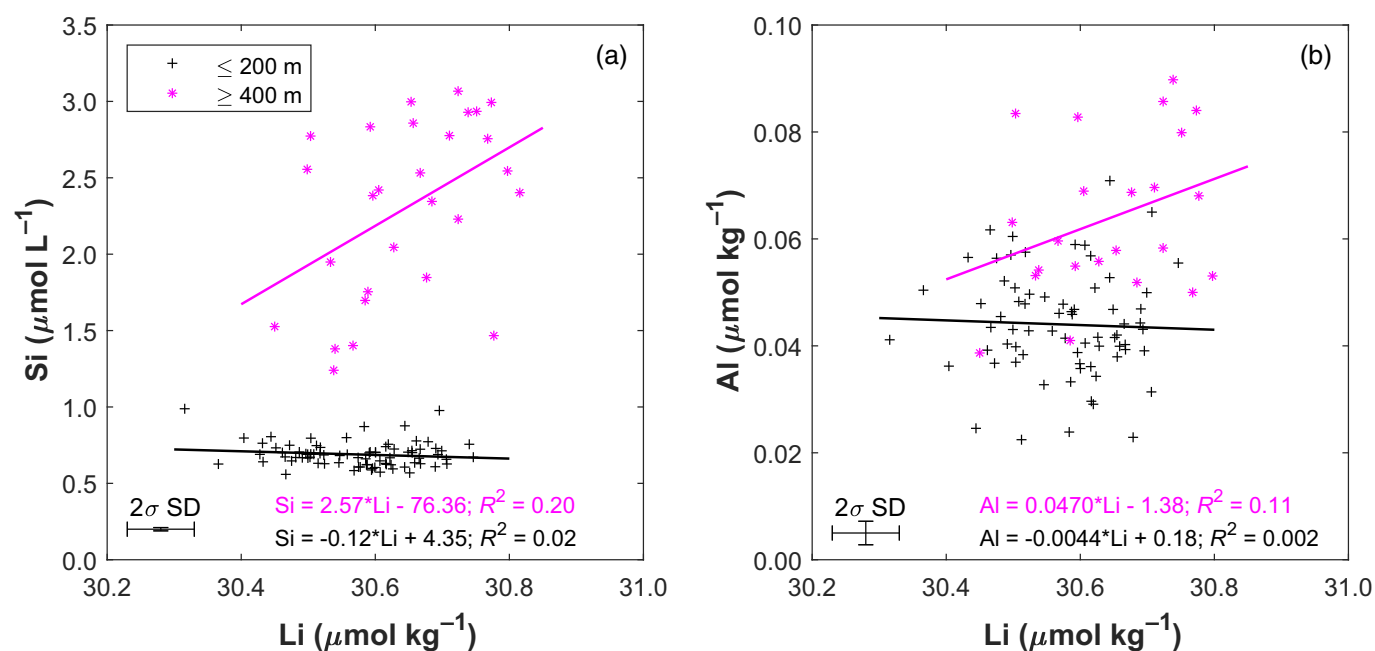 3.5
3.0
2.5
2.0
1.5
1.0
0.5
0.0
Si (μmol L⁻¹)
≤ 200 m
≥ 400 m
(a)
2σ SD
Si = 2.57*Li - 76.36; R² = 0.20
Si = -0.12*Li + 4.35; R² = 0.02
30.2 30.4 30.6 30.8 31.0
Li (μmol kg⁻¹)
0.10
0.08
0.06
0.04
0.02
0.00
Al (μmol kg⁻¹)
(b)
2σ SD
Al = 0.0470*Li - 1.38; R² = 0.11
Al = -0.0044*Li + 0.18; R² = 0.002
30.2 30.4 30.6 30.8 31.0
Li (μmol kg⁻¹)